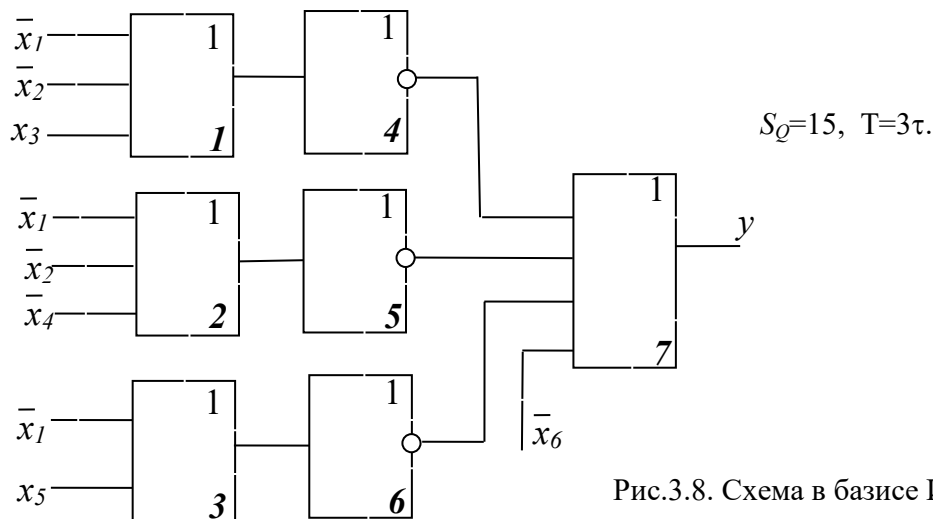 x̄₁ 1 1
x̄₂
x₃ 1 4
S_Q=15, T=3τ.
x̄₁ 1 1 1
x̄₂ y
x̄₄ 2 5 7
x̄₁ 1 1 x̄₆
x₅ 3 6
Рис.3.8. Схема в базисе